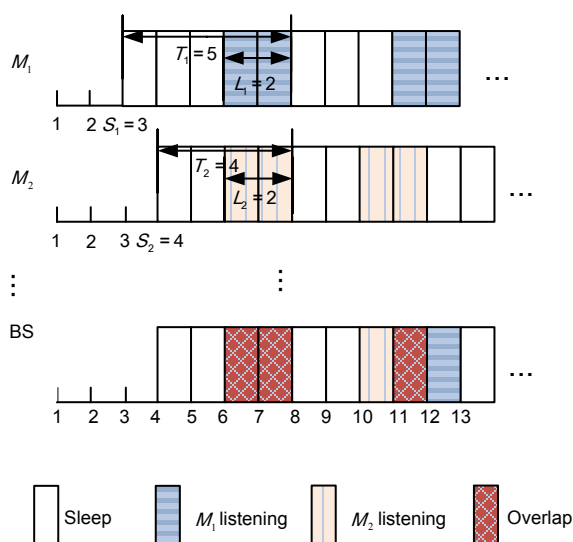 T₁ = 5
M₁
L₁ = 2
...
1 2 S₁ = 3
M₂
T₂ = 4
L₂ = 2
...
1 2 3 S₂ = 4
⋮ ⋮
BS
...
1 2 3 4 5 6 7 8 9 10 11 12 13
Sleep M₁ listening M₂ listening Overlap